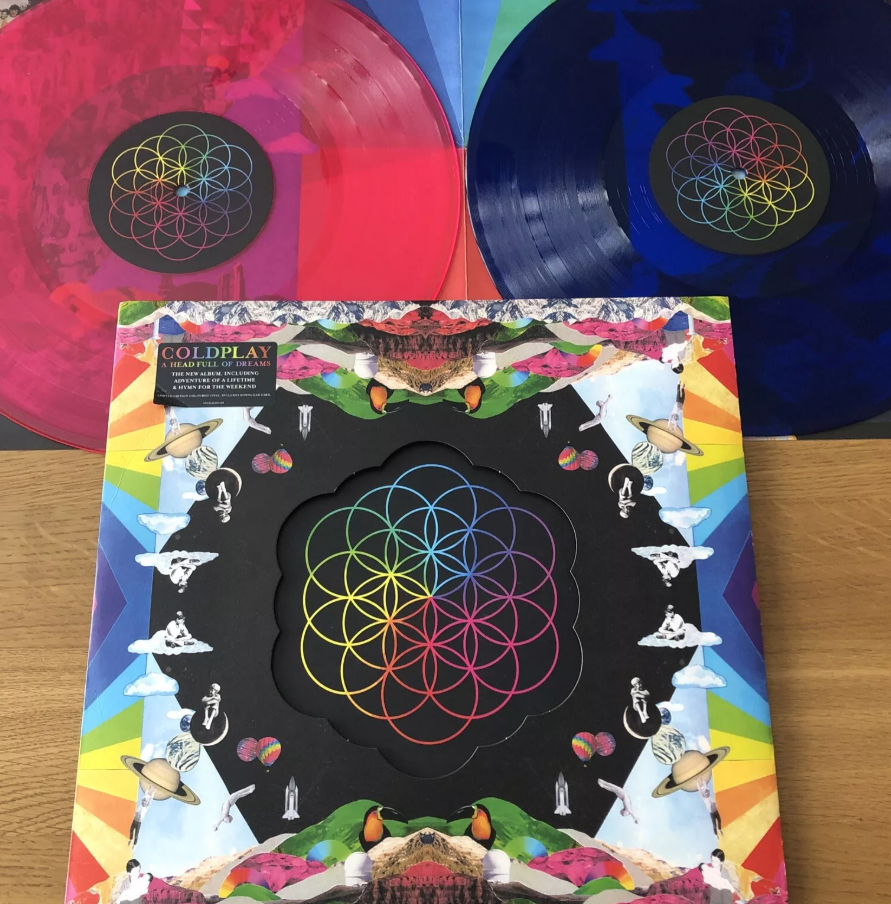 COLDPLAY
A HEAD FULL OF DREAMS
THE NEW ALBUM, INCLUDING
ADVENTURE OF A LIFETIME
& HYMN FOR THE WEEKEND